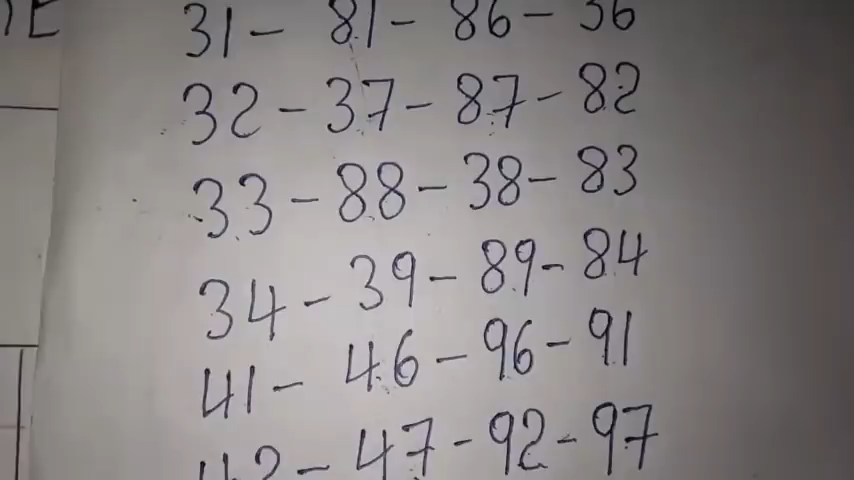 31 - 81 - 86 - 36
32 - 37 - 87 - 82
33 - 88 - 38 - 83
34 - 39 - 89 - 84
41 - 46 - 96 - 91
42 - 47 - 92 - 97